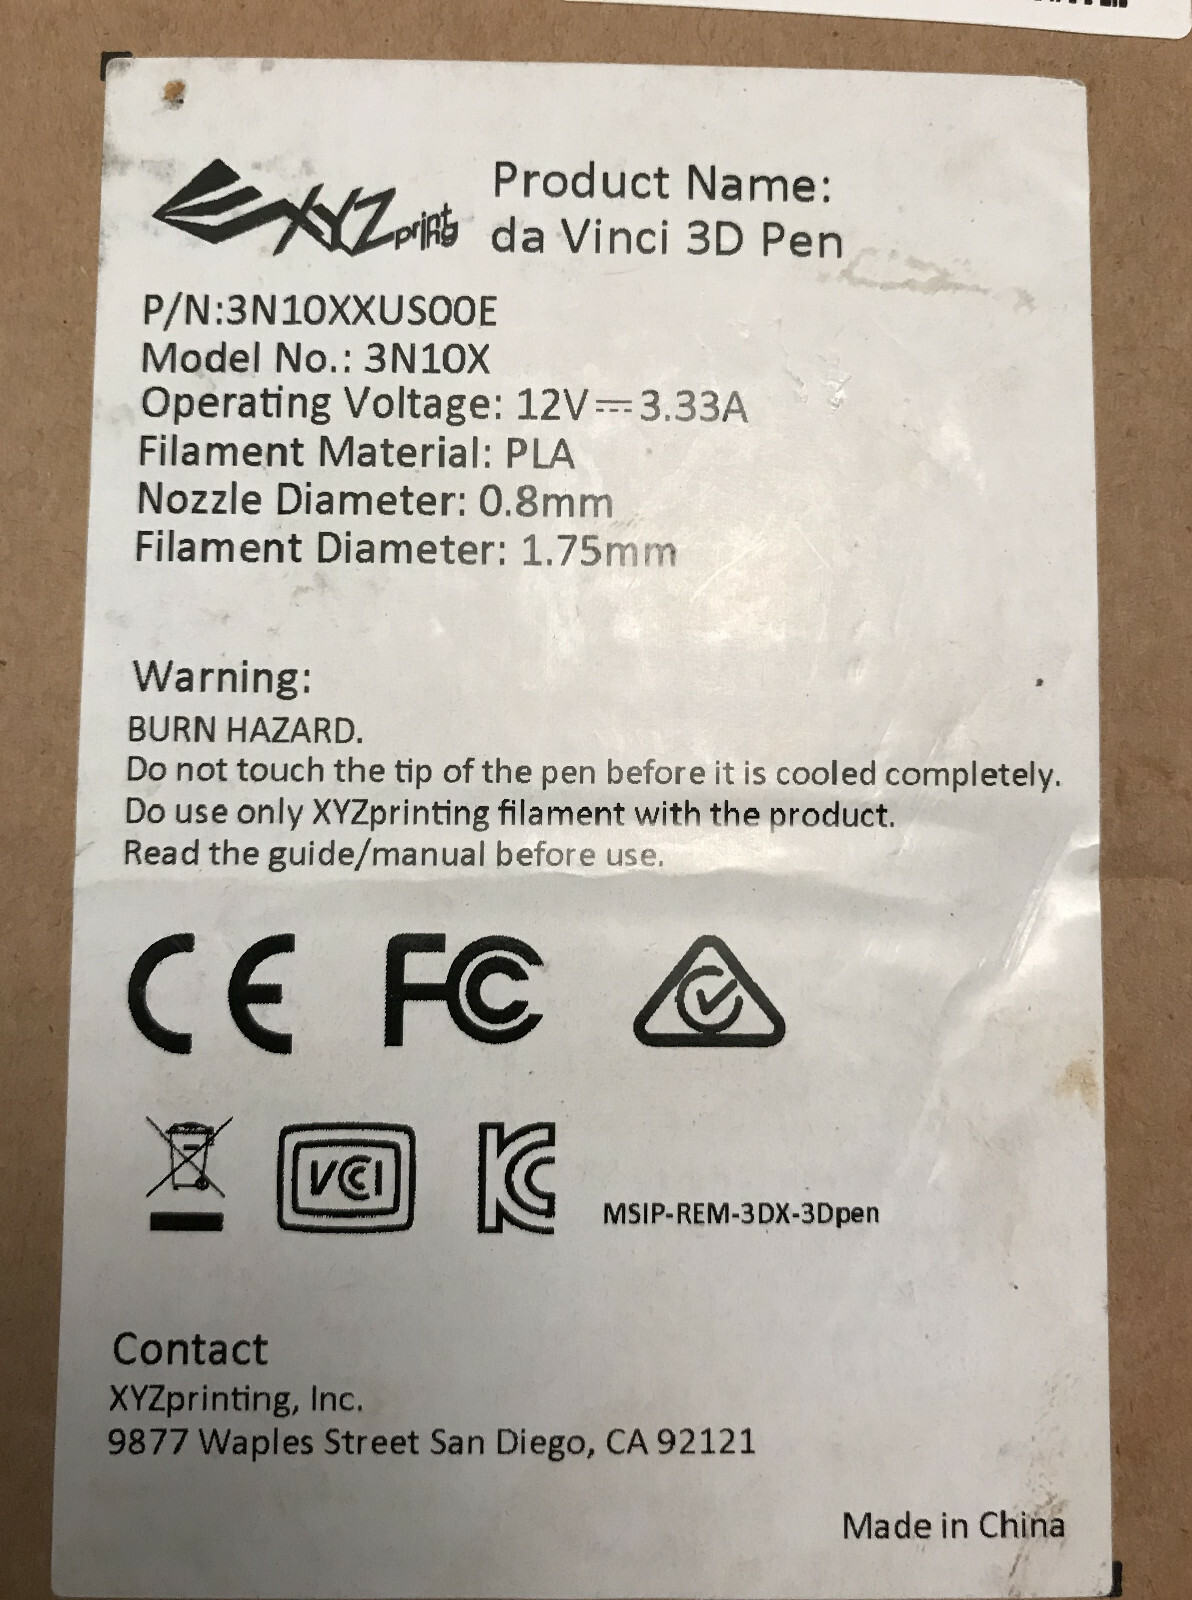 XYZprinting
Product Name:
da Vinci 3D Pen
P/N:3N10XXUS00E
Model No.: 3N10X
Operating Voltage: 12V⎓3.33A
Filament Material: PLA
Nozzle Diameter: 0.8mm
Filament Diameter: 1.75mm
Warning:
BURN HAZARD.
Do not touch the tip of the pen before it is cooled completely.
Do use only XYZprinting filament with the product.
Read the guide/manual before use.
CE FC
VCCI KC MSIP-REM-3DX-3Dpen
Contact
XYZprinting, Inc.
9877 Waples Street San Diego, CA 92121
Made in China